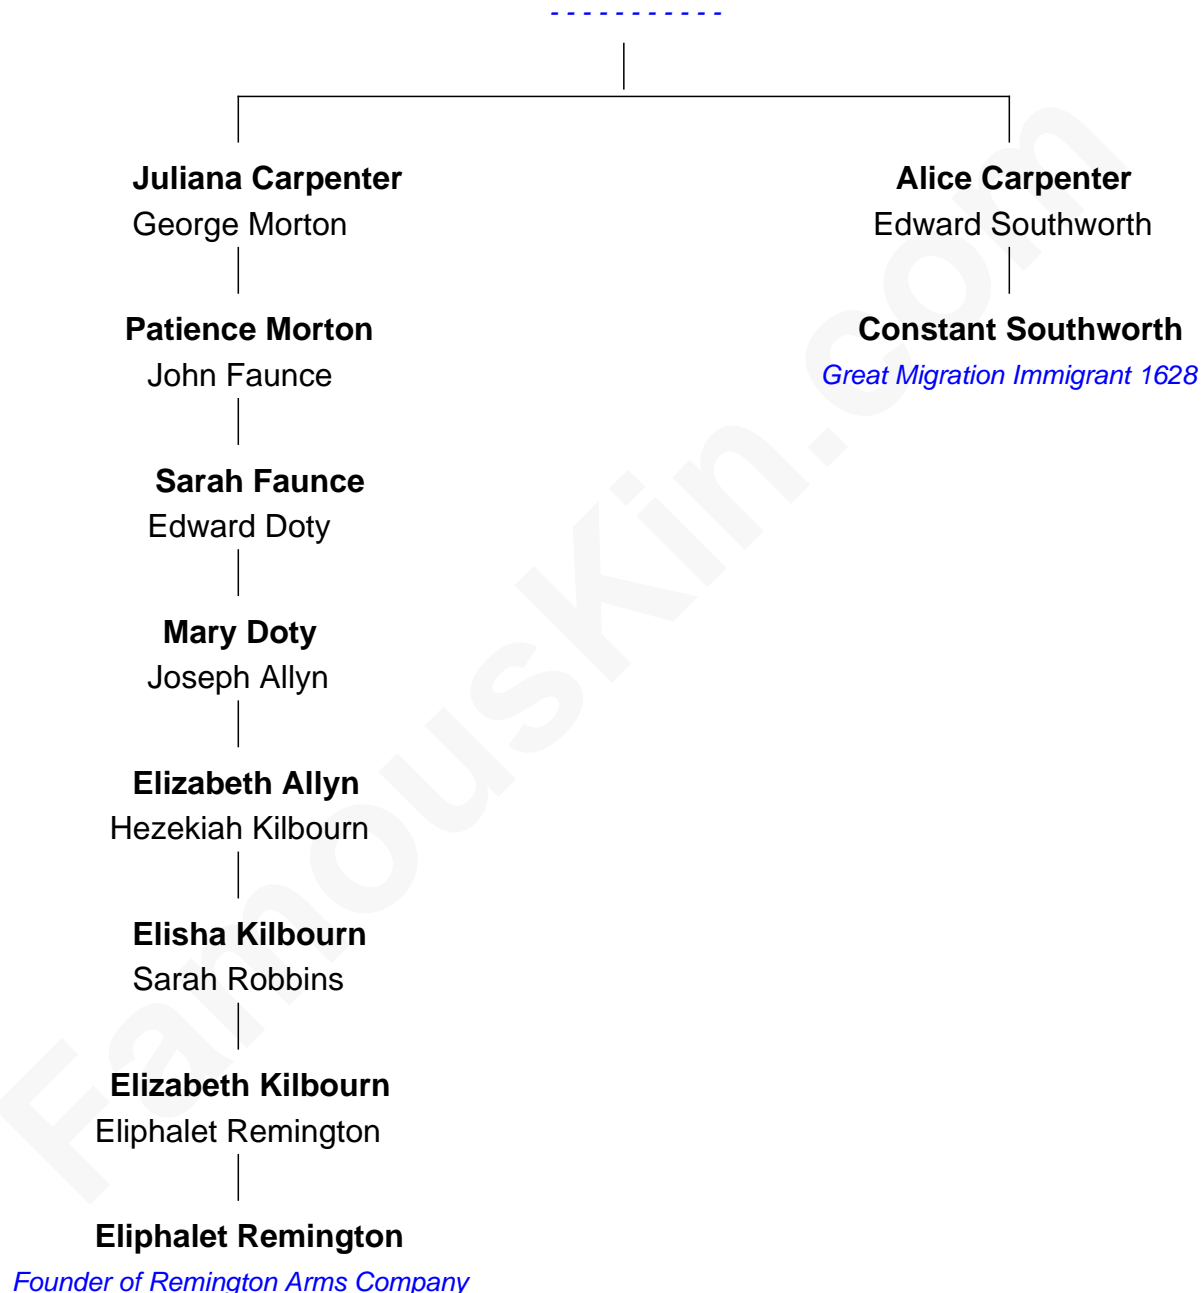 - - - - - - - - - - -
Juliana Carpenter
George Morton
Alice Carpenter
Edward Southworth
Patience Morton
John Faunce
Constant Southworth
Great Migration Immigrant 1628
Sarah Faunce
Edward Doty
Mary Doty
Joseph Allyn
Elizabeth Allyn
Hezekiah Kilbourn
Elisha Kilbourn
Sarah Robbins
Elizabeth Kilbourn
Eliphalet Remington
Eliphalet Remington
Founder of Remington Arms Company
FamousKin.com